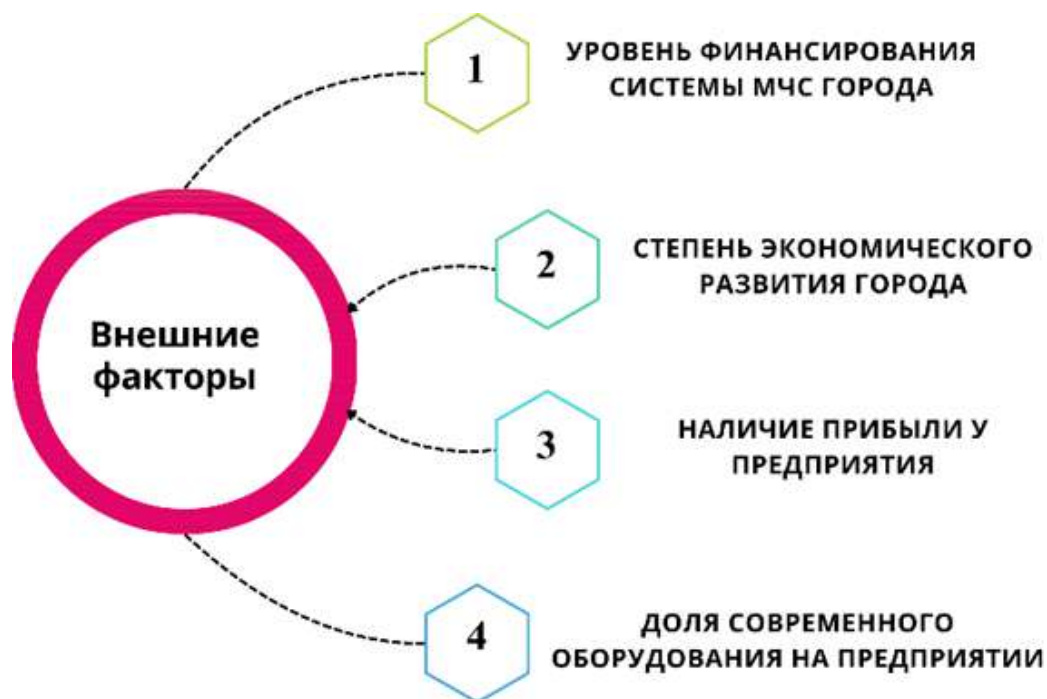 1
УРОВЕНЬ ФИНАНСИРОВАНИЯ
СИСТЕМЫ МЧС ГОРОДА
2
СТЕПЕНЬ ЭКОНОМИЧЕСКОГО
РАЗВИТИЯ ГОРОДА
Внешние
факторы
3
НАЛИЧИЕ ПРИБЫЛИ У
ПРЕДПРИЯТИЯ
4
ДОЛЯ СОВРЕМЕННОГО
ОБОРУДОВАНИЯ НА ПРЕДПРИЯТИИ